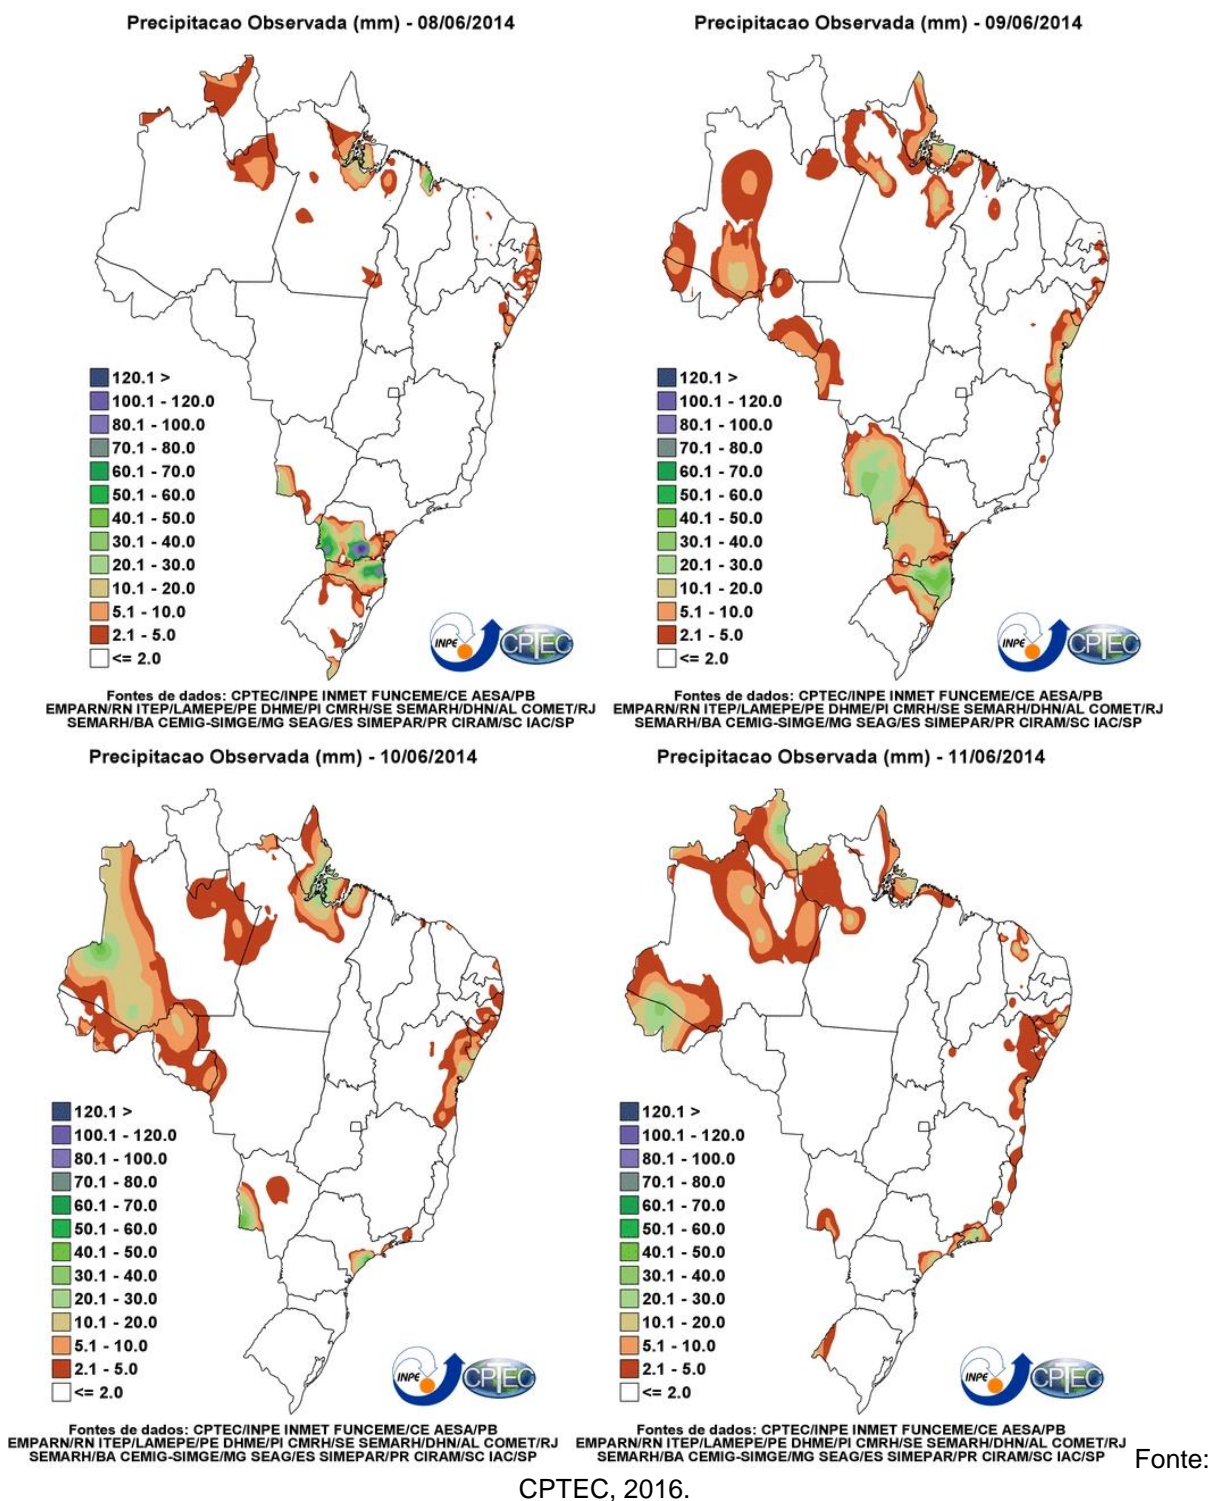 Precipitacao Observada (mm) - 08/06/2014
120.1 >
100.1 - 120.0
80.1 - 100.0
70.1 - 80.0
60.1 - 70.0
50.1 - 60.0
40.1 - 50.0
30.1 - 40.0
20.1 - 30.0
10.1 - 20.0
5.1 - 10.0
2.1 - 5.0
<= 2.0
INPE
CPTEC
Fontes de dados: CPTEC/INPE INMET FUNCEME/CE AESA/PB
EMPARN/RN ITEP/LAMEPE/PE DHME/PI CMRH/SE SEMARH/DHN/AL COMET/RJ
SEMARH/BA CEMIG-SIMGE/MG SEAG/ES SIMEPAR/PR CIRAM/SC IAC/SP
Precipitacao Observada (mm) - 09/06/2014
120.1 >
100.1 - 120.0
80.1 - 100.0
70.1 - 80.0
60.1 - 70.0
50.1 - 60.0
40.1 - 50.0
30.1 - 40.0
20.1 - 30.0
10.1 - 20.0
5.1 - 10.0
2.1 - 5.0
<= 2.0
INPE
CPTEC
Fontes de dados: CPTEC/INPE INMET FUNCEME/CE AESA/PB
EMPARN/RN ITEP/LAMEPE/PE DHME/PI CMRH/SE SEMARH/DHN/AL COMET/RJ
SEMARH/BA CEMIG-SIMGE/MG SEAG/ES SIMEPAR/PR CIRAM/SC IAC/SP
Precipitacao Observada (mm) - 10/06/2014
120.1 >
100.1 - 120.0
80.1 - 100.0
70.1 - 80.0
60.1 - 70.0
50.1 - 60.0
40.1 - 50.0
30.1 - 40.0
20.1 - 30.0
10.1 - 20.0
5.1 - 10.0
2.1 - 5.0
<= 2.0
INPE
CPTEC
Fontes de dados: CPTEC/INPE INMET FUNCEME/CE AESA/PB
EMPARN/RN ITEP/LAMEPE/PE DHME/PI CMRH/SE SEMARH/DHN/AL COMET/RJ
SEMARH/BA CEMIG-SIMGE/MG SEAG/ES SIMEPAR/PR CIRAM/SC IAC/SP
Precipitacao Observada (mm) - 11/06/2014
120.1 >
100.1 - 120.0
80.1 - 100.0
70.1 - 80.0
60.1 - 70.0
50.1 - 60.0
40.1 - 50.0
30.1 - 40.0
20.1 - 30.0
10.1 - 20.0
5.1 - 10.0
2.1 - 5.0
<= 2.0
INPE
CPTEC
Fontes de dados: CPTEC/INPE INMET FUNCEME/CE AESA/PB
EMPARN/RN ITEP/LAMEPE/PE DHME/PI CMRH/SE SEMARH/DHN/AL COMET/RJ
SEMARH/BA CEMIG-SIMGE/MG SEAG/ES SIMEPAR/PR CIRAM/SC IAC/SP
Fonte:
CPTEC, 2016.